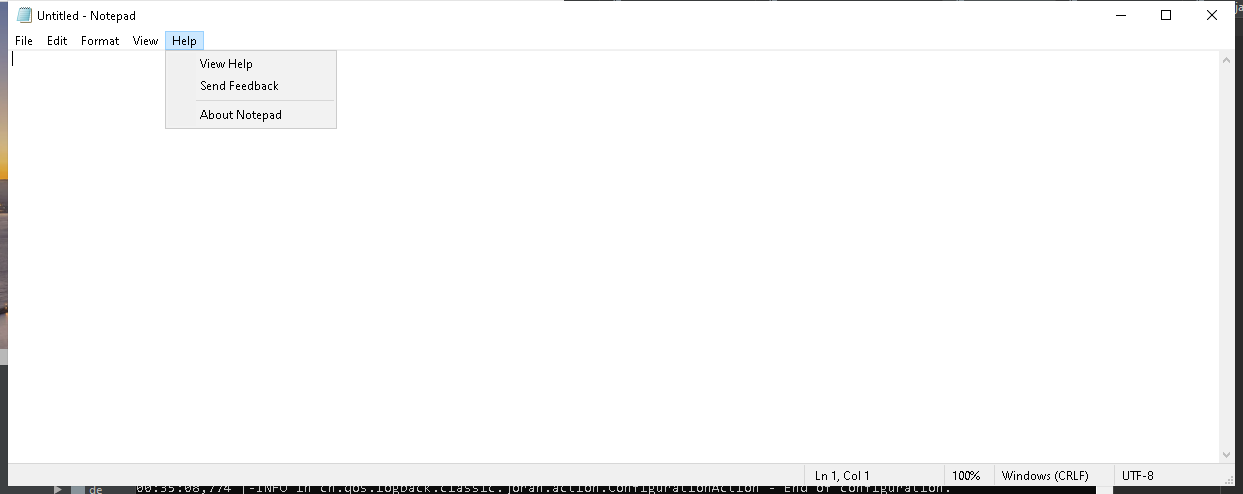 Untitled - Notepad
File Edit Format View Help
View Help
Send Feedback
About Notepad
Ln 1, Col 1 100% Windows (CRLF) UTF-8
de 00:35:08,774 |-INFO in ch.qos.logback.classic.joran.action.ConfigurationAction - End of configuration.